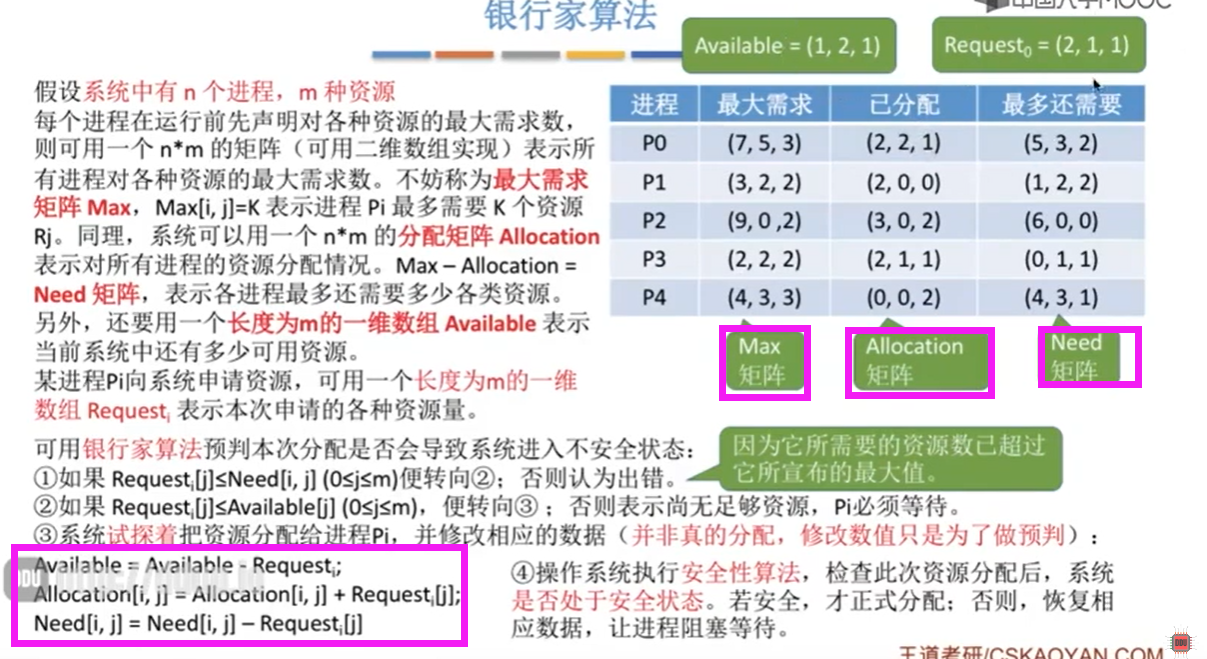 银行家算法
Available = (1, 2, 1)
Request₀ = (2, 1, 1)
假设系统中有 n 个进程，m 种资源
每个进程在运行前先声明对各种资源的最大需求数，
则可用一个 n*m 的矩阵（可用二维数组实现）表示所
有进程对各种资源的最大需求数。不妨称为最大需求
矩阵 Max，Max[i, j]=K 表示进程 Pi 最多需要 K 个资源
Rj。同理，系统可以用一个 n*m 的分配矩阵 Allocation
表示对所有进程的资源分配情况。Max – Allocation =
Need 矩阵，表示各进程最多还需要多少各类资源。
另外，还要用一个长度为m的一维数组 Available 表示
当前系统中还有多少可用资源。
某进程Pi向系统申请资源，可用一个长度为m的一维
数组 Requestᵢ 表示本次申请的各种资源量。
进程 最大需求 已分配 最多还需要
P0 (7, 5, 3) (2, 2, 1) (5, 3, 2)
P1 (3, 2, 2) (2, 0, 0) (1, 2, 2)
P2 (9, 0 ,2) (3, 0, 2) (6, 0, 0)
P3 (2, 2, 2) (2, 1, 1) (0, 1, 1)
P4 (4, 3, 3) (0, 0, 2) (4, 3, 1)
Max
矩阵
Allocation
矩阵
Need
矩阵
可用银行家算法预判本次分配是否会导致系统进入不安全状态：
因为它所需要的资源数已超过
它所宣布的最大值。
①如果 Requestᵢ[j]≤Need[i, j] (0≤j≤m)便转向②；否则认为出错。
②如果 Requestᵢ[j]≤Available[j] (0≤j≤m)，便转向③；否则表示尚无足够资源，Pi必须等待。
③系统试探着把资源分配给进程Pi，并修改相应的数据（并非真的分配，修改数值只是为了做预判）：
Available = Available - Requestᵢ;
Allocation[i, j] = Allocation[i, j] + Requestᵢ[j];
Need[i, j] = Need[i, j] – Requestᵢ[j]
④操作系统执行安全性算法，检查此次资源分配后，系统
是否处于安全状态。若安全，才正式分配；否则，恢复相
应数据，让进程阻塞等待。
王道考研/CSKAOYAN.COM